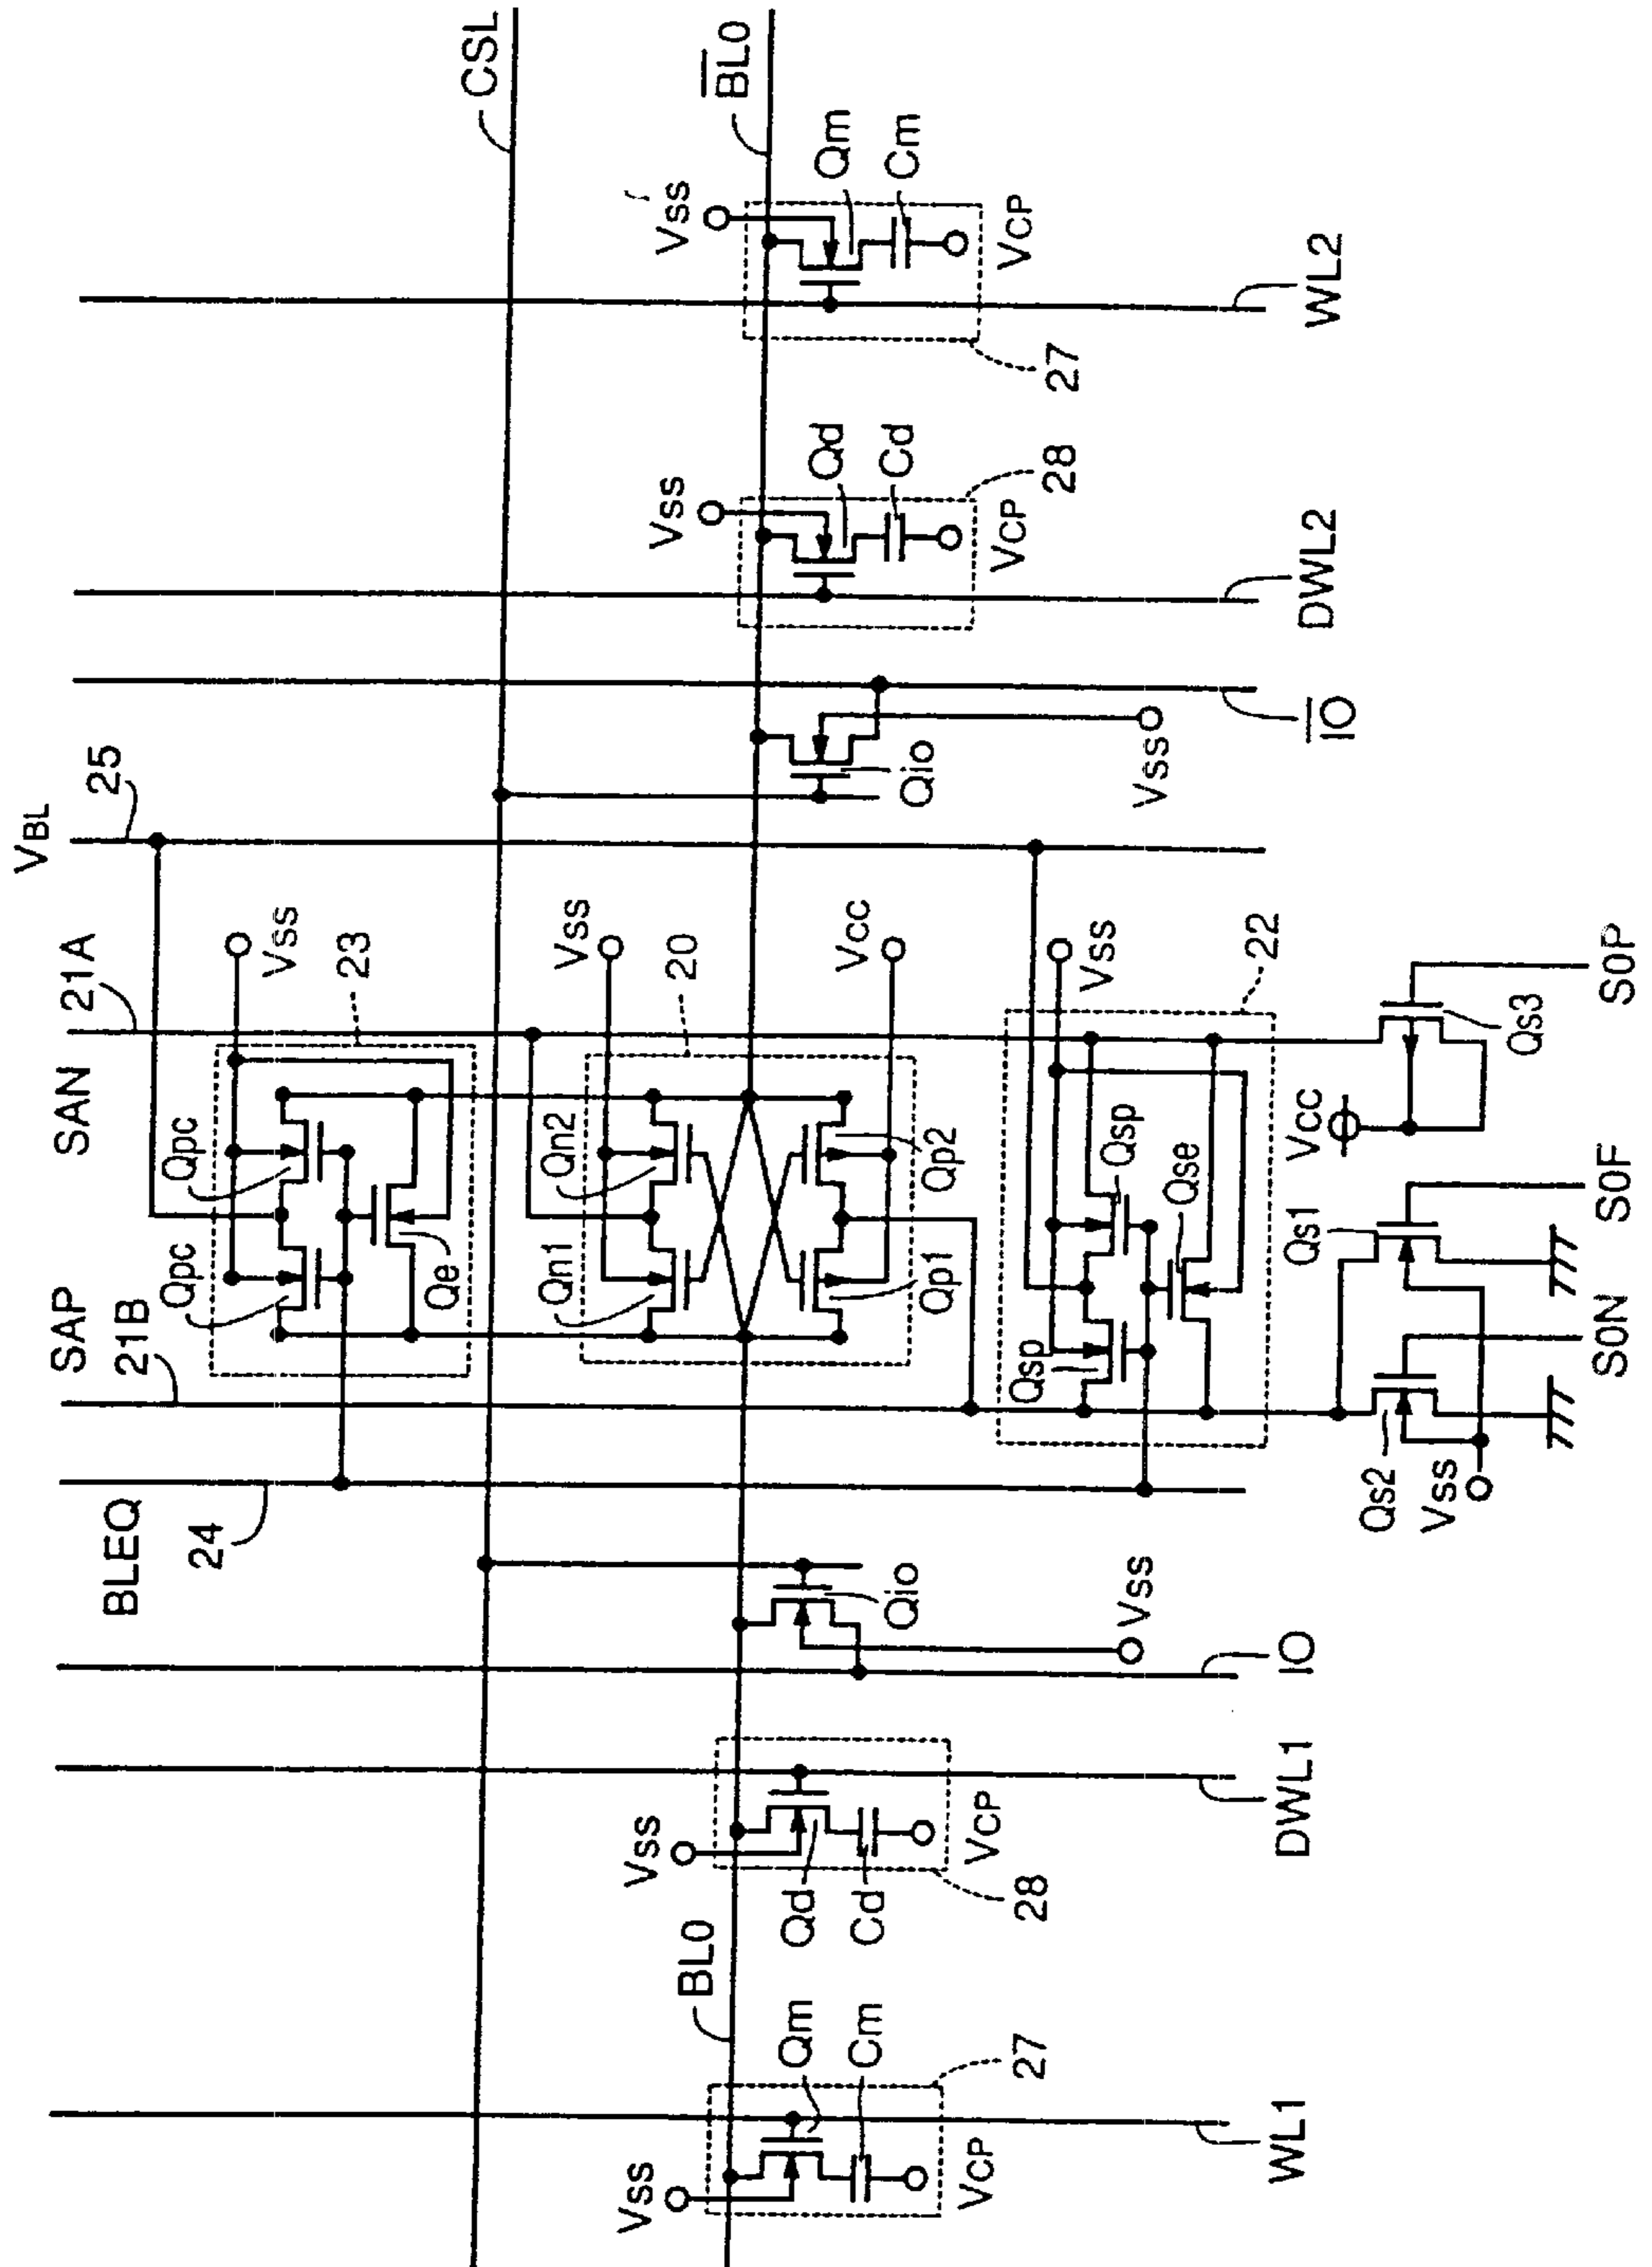 CSL
BL0
Vss
Qm
Cm
VCP
27
WL2
Vss
Qd
Cd
28
VCP
DWL2
Qio
Vss
IO
VBL
25
21A
SAN
Vss
23
Qpc
Qpc
Qe
Vss
20
Qn2
Qn1
Vcc
Qp2
Qp1
SAP
21B
Vss
22
Qsp
Qsp
Qse
Qs3
S0P
Vcc
Qs1
S0F
Qs2
S0N
Vss
BLEQ
24
Qio
Vss
IO
Vss
Qd
Cd
28
VCP
DWL1
BL0
Vss
Qm
Cm
27
VCP
WL1